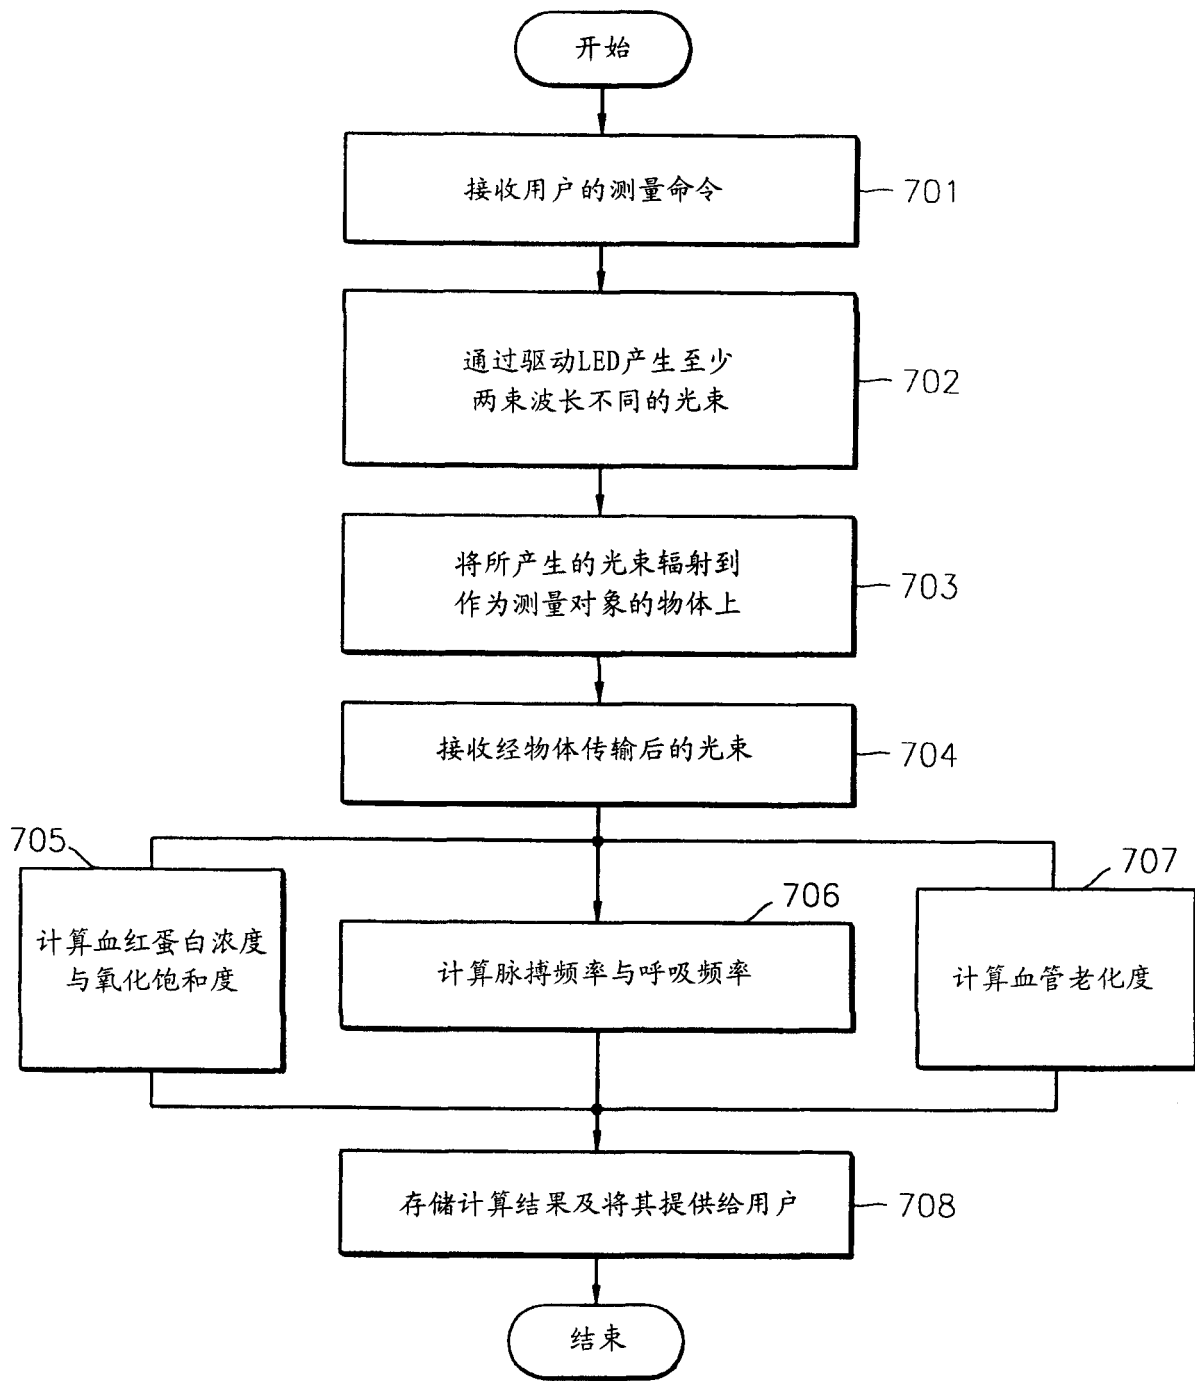 开始
接收用户的测量命令
701
通过驱动LED产生至少
两束波长不同的光束
702
将所产生的光束辐射到
作为测量对象的物体上
703
接收经物体传输后的光束
704
705
计算血红蛋白浓度
与氧化饱和度
706
计算脉搏频率与呼吸频率
707
计算血管老化度
存储计算结果及将其提供给用户
708
结束